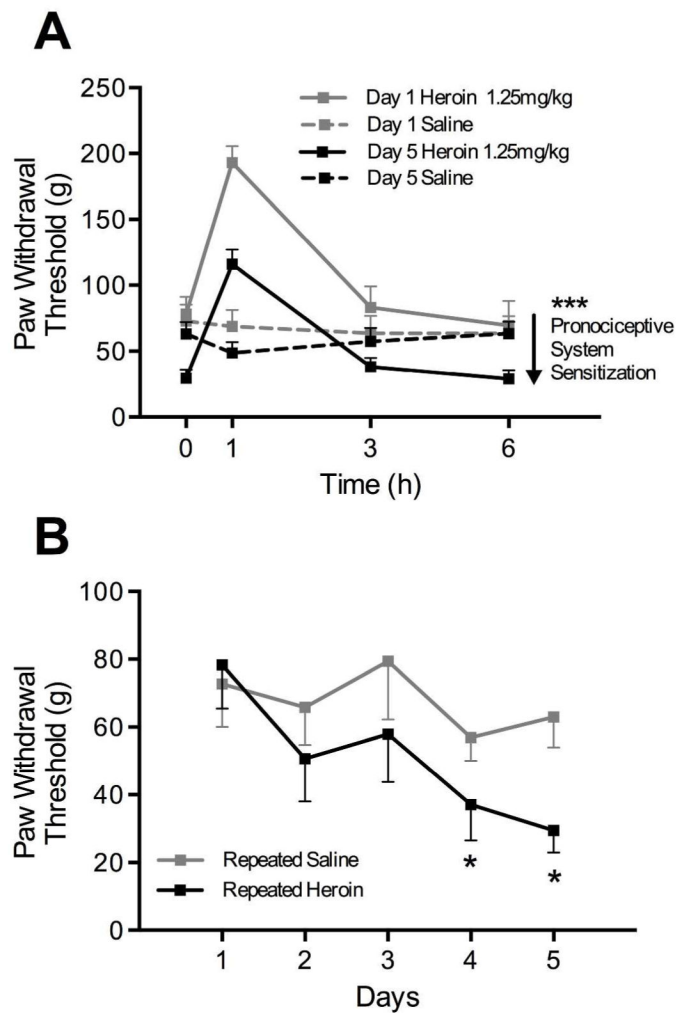 A
250
200
150
100
50
0
Paw Withdrawal
Threshold (g)
Day 1 Heroin 1.25mg/kg
Day 1 Saline
Day 5 Heroin 1.25mg/kg
Day 5 Saline
***
Pronociceptive
System
Sensitization
0 1 3 6
Time (h)
B
100
80
60
40
20
0
Paw Withdrawal
Threshold (g)
Repeated Saline
Repeated Heroin
* *
1 2 3 4 5
Days